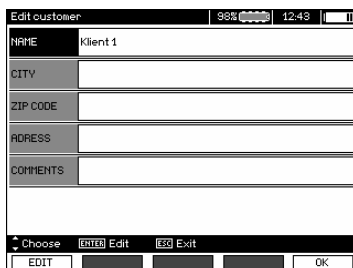 Edit customer 98% 12:43
NAME Klient 1
CITY
ZIP CODE
ADRESS
COMMENTS
Choose ENTER Edit ESC Exit
EDIT OK